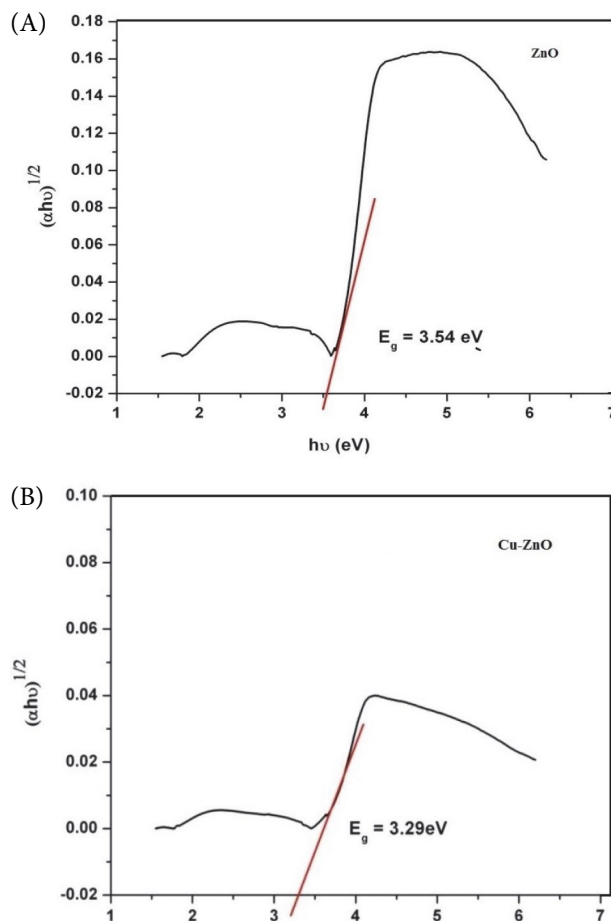 (A)
ZnO
0.18
0.16
0.14
0.12
0.10
0.08
0.06
0.04
0.02
0.00
-0.02
(αhυ)1/2
E_g = 3.54 eV
1 2 3 4 5 6 7
hυ (eV)
(B)
Cu-ZnO
0.10
0.08
0.06
0.04
0.02
0.00
-0.02
(αhυ)1/2
E_g = 3.29eV
1 2 3 4 5 6 7